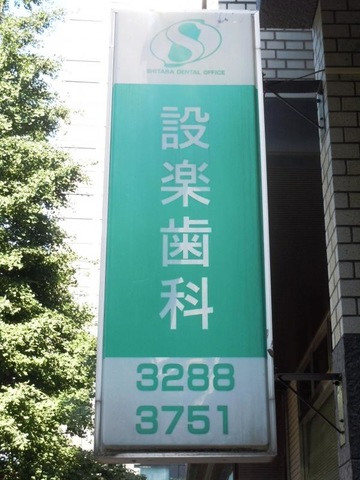 S
SHITARA DENTAL OFFICE
設楽歯科
3288
3751